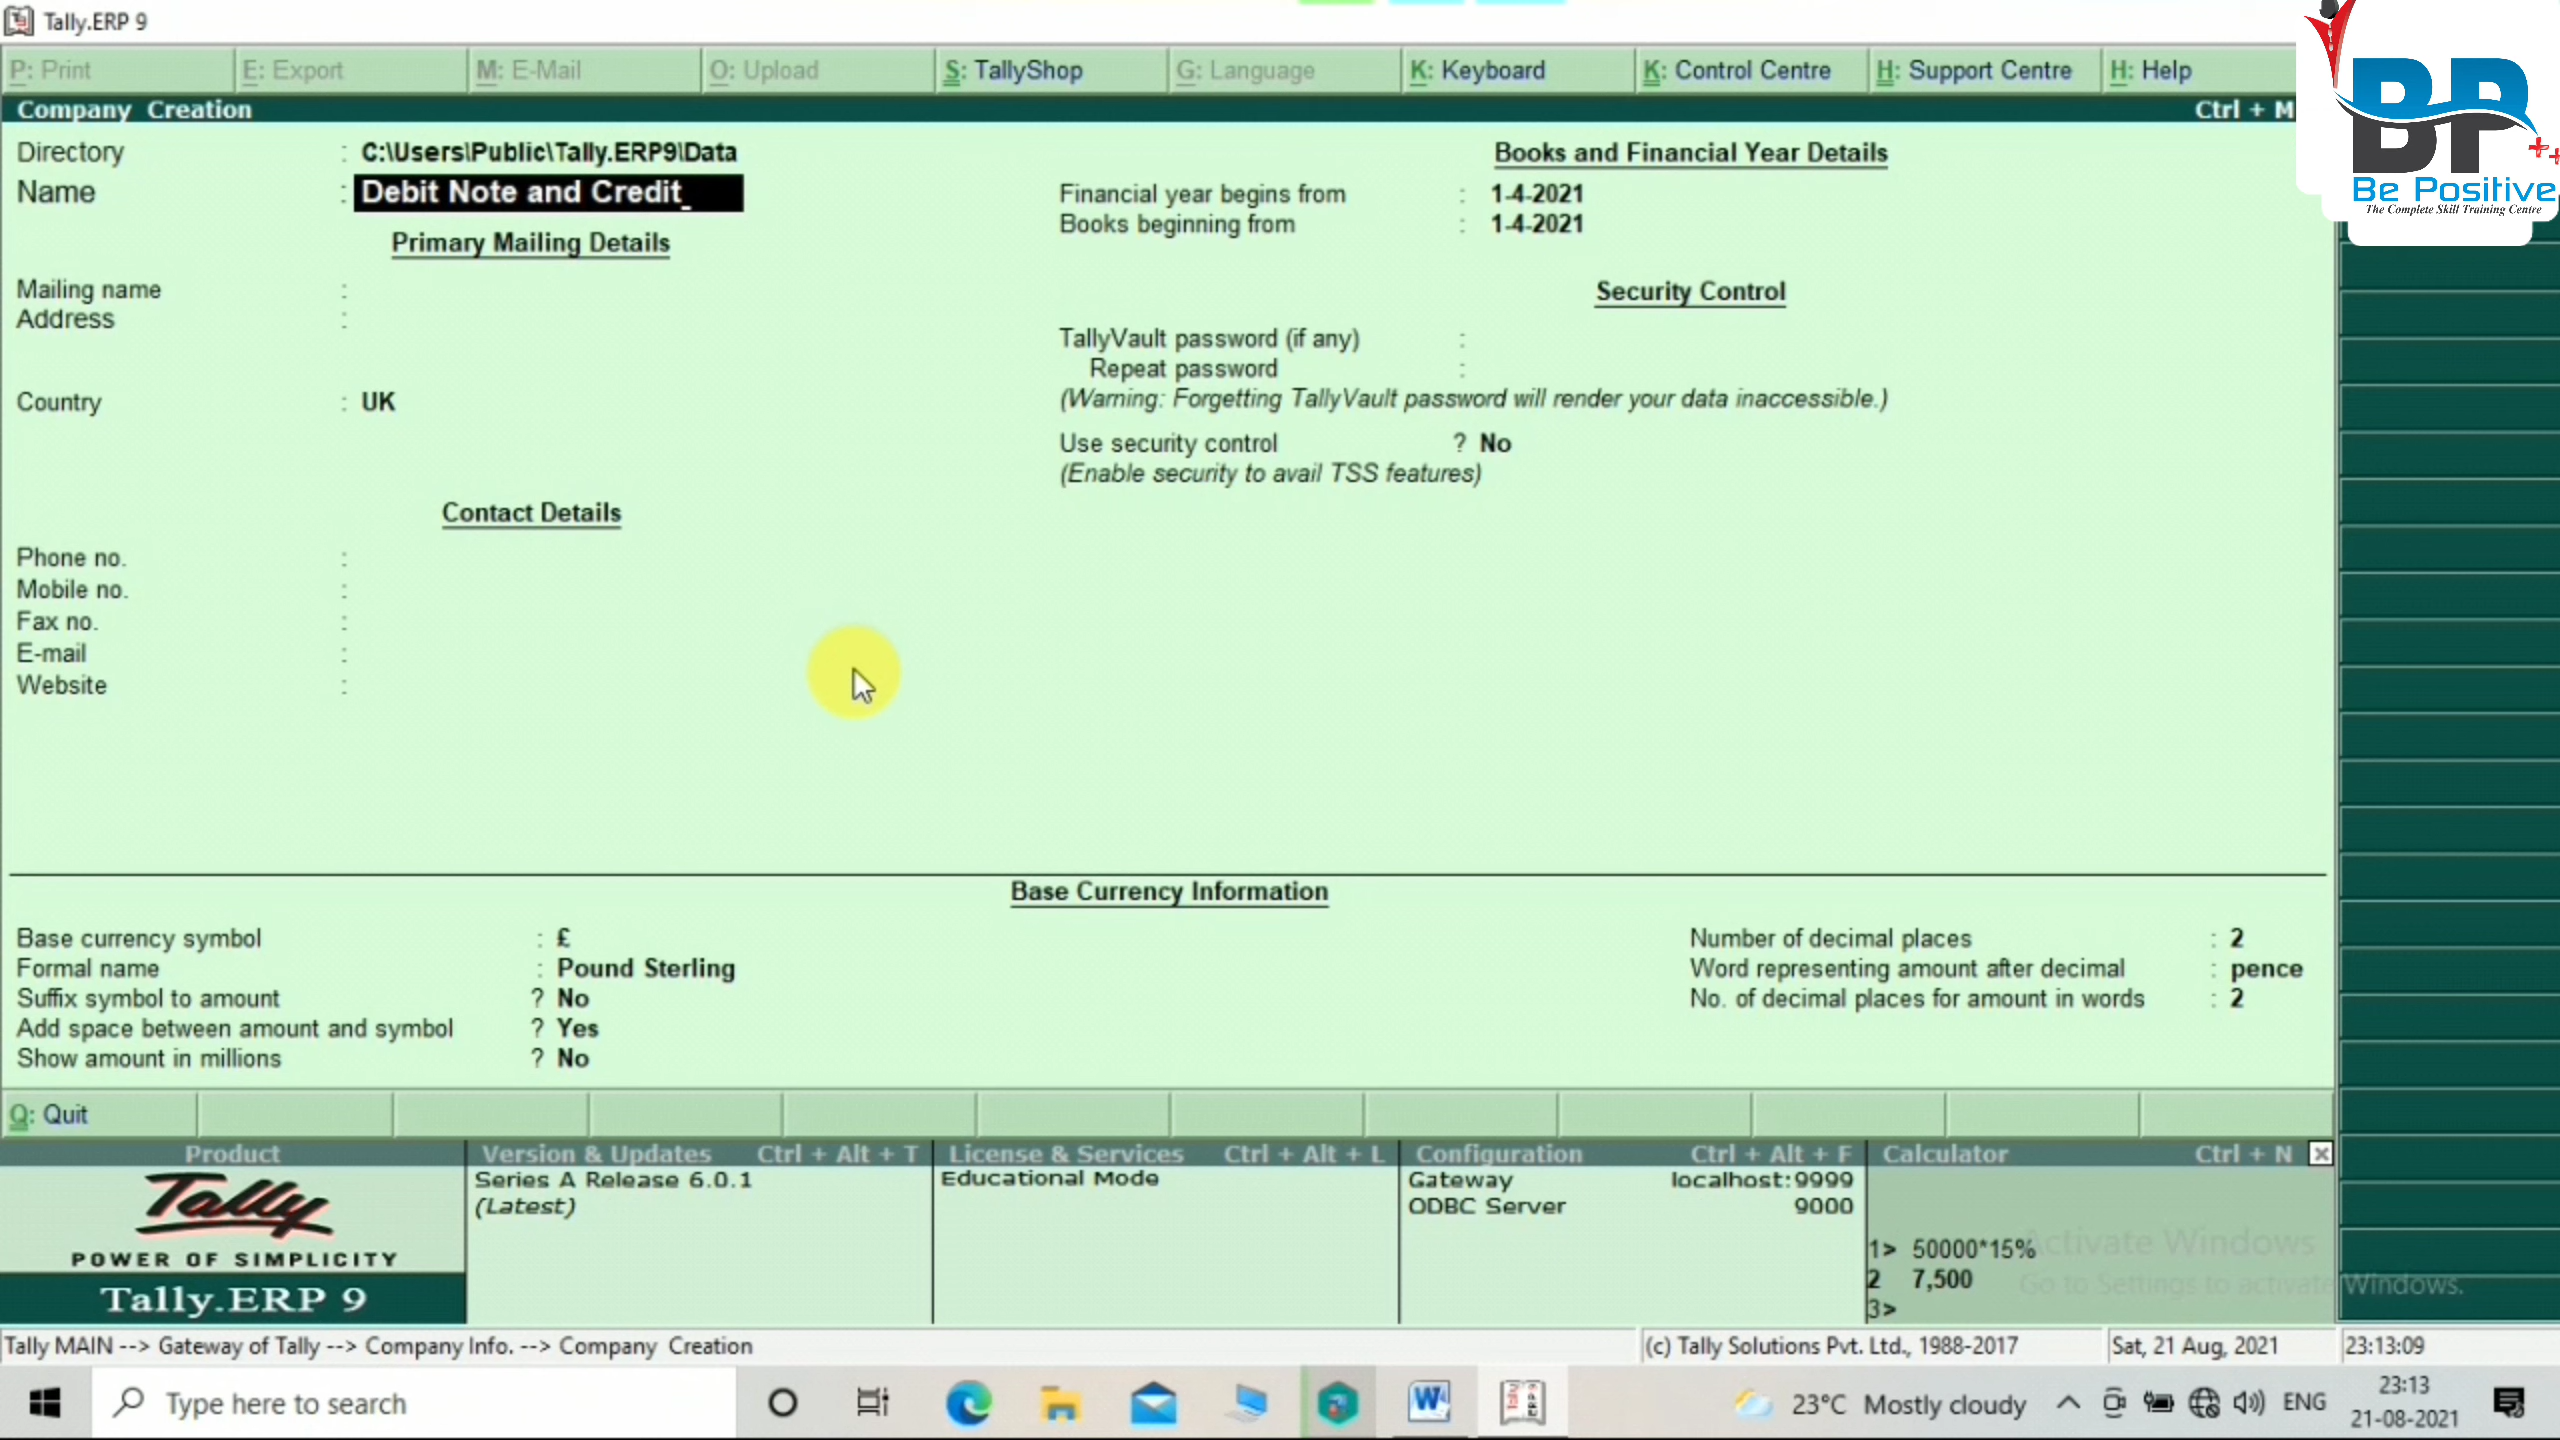 Tally.ERP 9
P: Print
E: Export
M: E-Mail
O: Upload
S: TallyShop
G: Language
K: Keyboard
K: Control Centre
H: Support Centre
H: Help
Company Creation
Ctrl + M
BP
++
Be Positive
The Complete Skill Training Centre
Directory : C:\Users\Public\Tally.ERP9\Data
Name : Debit Note and Credit_
Primary Mailing Details
Mailing name :
Address :
Country : UK
Contact Details
Phone no. :
Mobile no. :
Fax no. :
E-mail :
Website :
Books and Financial Year Details
Financial year begins from : 1-4-2021
Books beginning from : 1-4-2021
Security Control
TallyVault password (if any) :
Repeat password :
(Warning: Forgetting TallyVault password will render your data inaccessible.)
Use security control ? No
(Enable security to avail TSS features)
Base Currency Information
Base currency symbol : £
Formal name : Pound Sterling
Suffix symbol to amount ? No
Add space between amount and symbol ? Yes
Show amount in millions ? No
Number of decimal places : 2
Word representing amount after decimal : pence
No. of decimal places for amount in words : 2
Q: Quit
Product
Tally
POWER OF SIMPLICITY
Tally.ERP 9
Version & Updates Ctrl + Alt + T
Series A Release 6.0.1
(Latest)
License & Services Ctrl + Alt + L
Educational Mode
Configuration Ctrl + Alt + F
Gateway localhost:9999
ODBC Server 9000
Calculator Ctrl + N
1> 50000*15%
2 7,500
3>
Activate Windows
Go to Settings to activate Windows.
Tally MAIN --> Gateway of Tally --> Company Info. --> Company Creation
(c) Tally Solutions Pvt. Ltd., 1988-2017
Sat, 21 Aug, 2021
23:13:09
Type here to search
23°C Mostly cloudy
ENG
23:13
21-08-2021